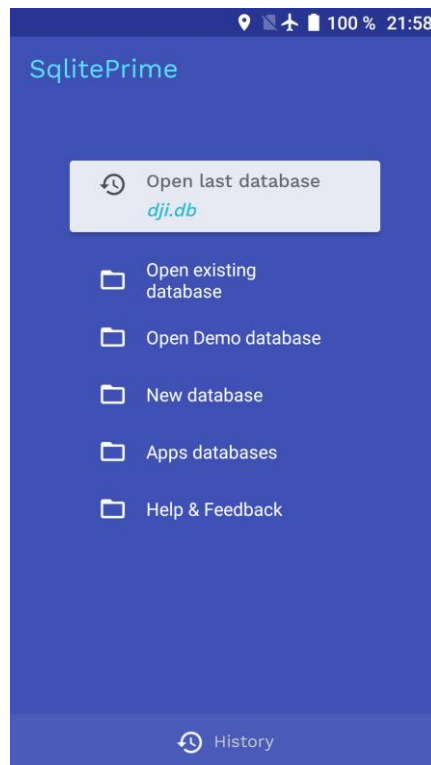 100 % 21:58
SqlitePrime
Open last database
dji.db
Open existing
database
Open Demo database
New database
Apps databases
Help & Feedback
History